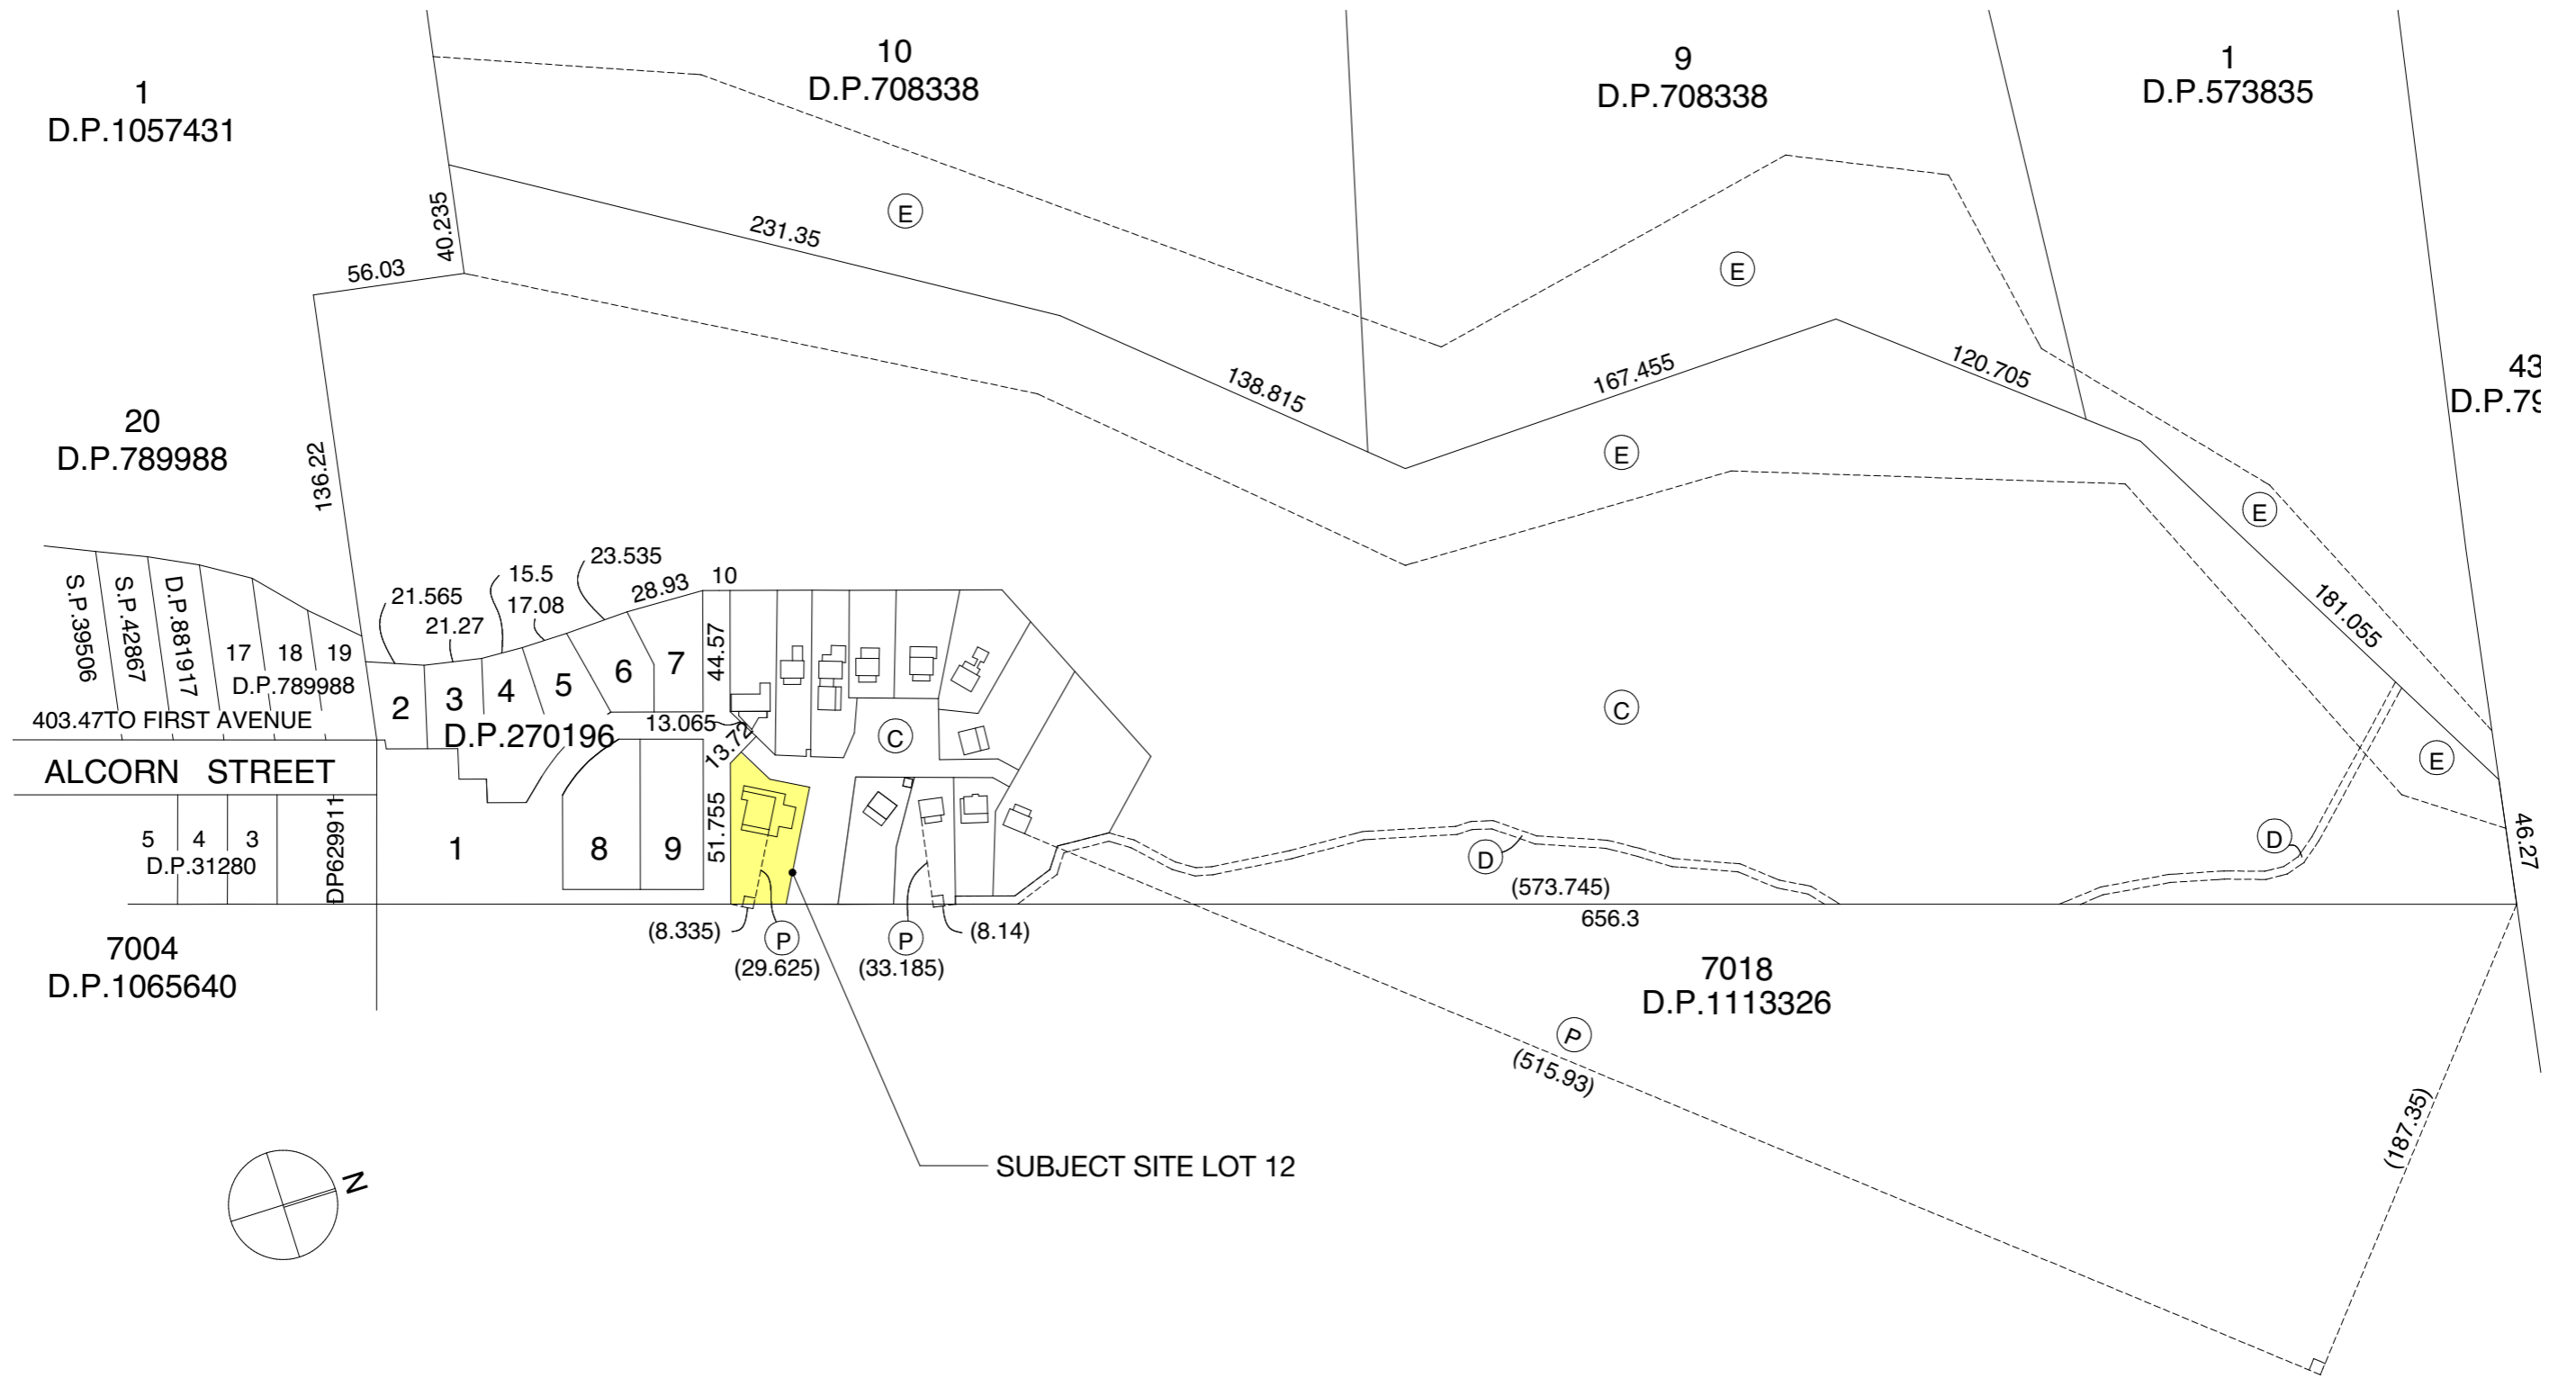 1
D.P.1057431
10
D.P.708338
9
D.P.708338
1
D.P.573835
43
D.P.79
E
40.235
231.35
56.03
E
138.815
167.455
120.705
20
D.P.789988
136.22
E
E
S.P.39506
S.P.42867
D.P.881917
17
18
19
D.P.789988
403.47TO FIRST AVENUE
21.565
21.27
15.5
17.08
23.535
28.93
10
44.57
2
3
4
5
6
7
D.P.270196
13.065
13.72
C
C
181.055
E
ALCORN STREET
5
4
3
D.P.31280
DP629911
1
8
9
51.755
D
D
46.27
(573.745)
656.3
7004
D.P.1065640
(8.335)
P
(29.625)
P
(33.185)
(8.14)
7018
D.P.1113326
P
(515.93)
(187.35)
SUBJECT SITE LOT 12
N